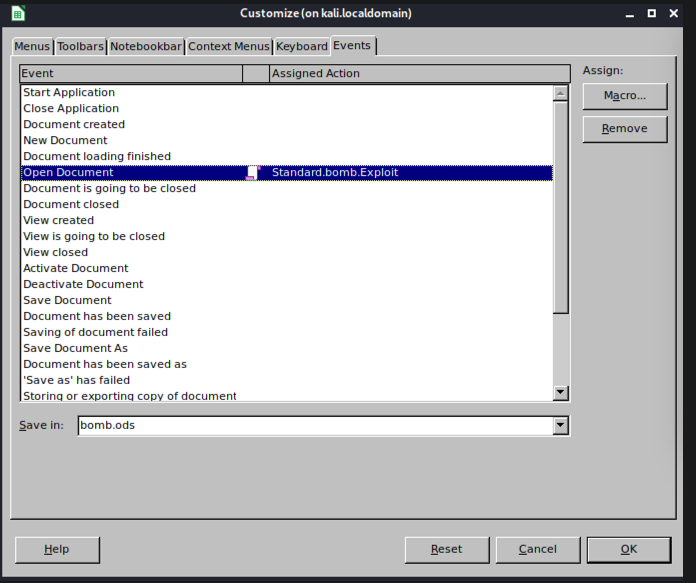 Customize (on kali.localdomain)
Menus Toolbars Notebookbar Context Menus Keyboard Events
Event Assigned Action
Assign:
Start Application
Macro...
Close Application
Document created
Remove
New Document
Document loading finished
Open Document Standard.bomb.Exploit
Document is going to be closed
Document closed
View created
View is going to be closed
View closed
Activate Document
Deactivate Document
Save Document
Document has been saved
Saving of document failed
Save Document As
Document has been saved as
'Save as' has failed
Storing or exporting copy of document
Save in: bomb.ods
Help Reset Cancel OK